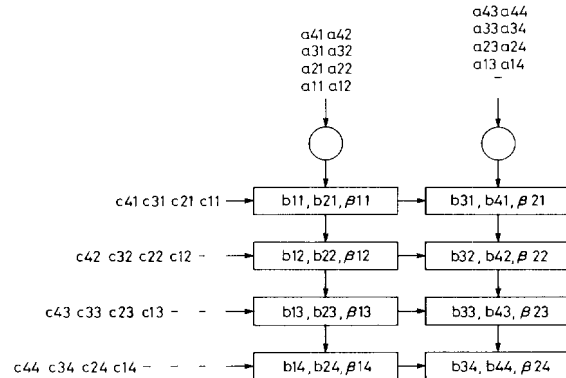 a41 a42
a31 a32
a21 a22
a11 a12
a43 a44
a33 a34
a23 a24
a13 a14
-
c41 c31 c21 c11
b11, b21, β11
b31, b41, β 21
c42 c32 c22 c12 -
b12, b22, β12
b32, b42, β 22
c43 c33 c23 c13 - -
b13, b23, β13
b33, b43, β23
c44 c34 c24 c14 - - -
b14, b24, β14
b34, b44, β24